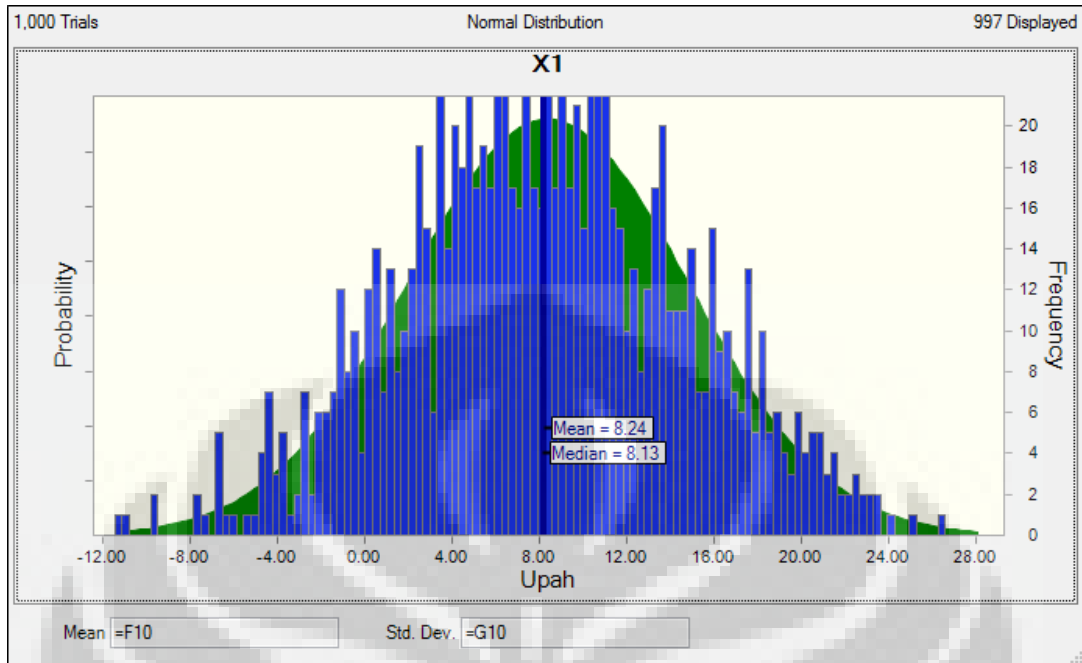 1,000 Trials Normal Distribution 997 Displayed
X1
Probability
Frequency
20
18
16
14
12
10
8
6
4
2
0
Mean = 8.24
Median = 8.13
-12.00 -8.00 -4.00 0.00 4.00 8.00 12.00 16.00 20.00 24.00 28.00
Upah
Mean =F10 Std. Dev. =G10